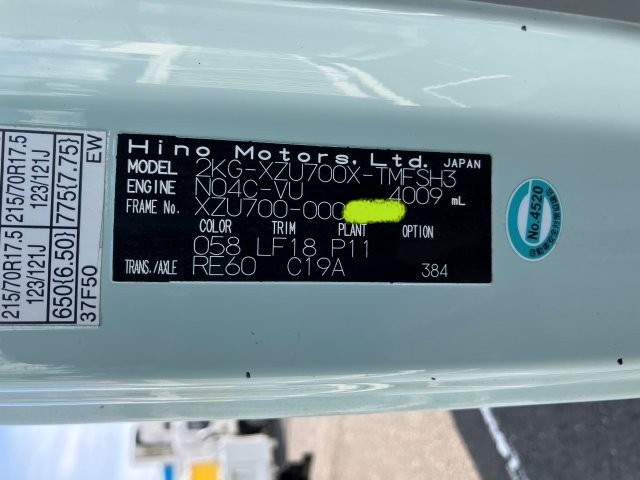 Hino Motors, Ltd. JAPAN
MODEL 2KG-XZU700X-TMFSH3
ENGINE N04C-VU 4009 mL
FRAME No. XZU700-000
COLOR TRIM PLANT OPTION
058 LF18 P11
TRANS./AXLE RE60 C19A 384
215/70R17.5 215/70R17.5
123/121J 123/121J
650{6.50} 775{7.75}
37F50 EW
No.4520